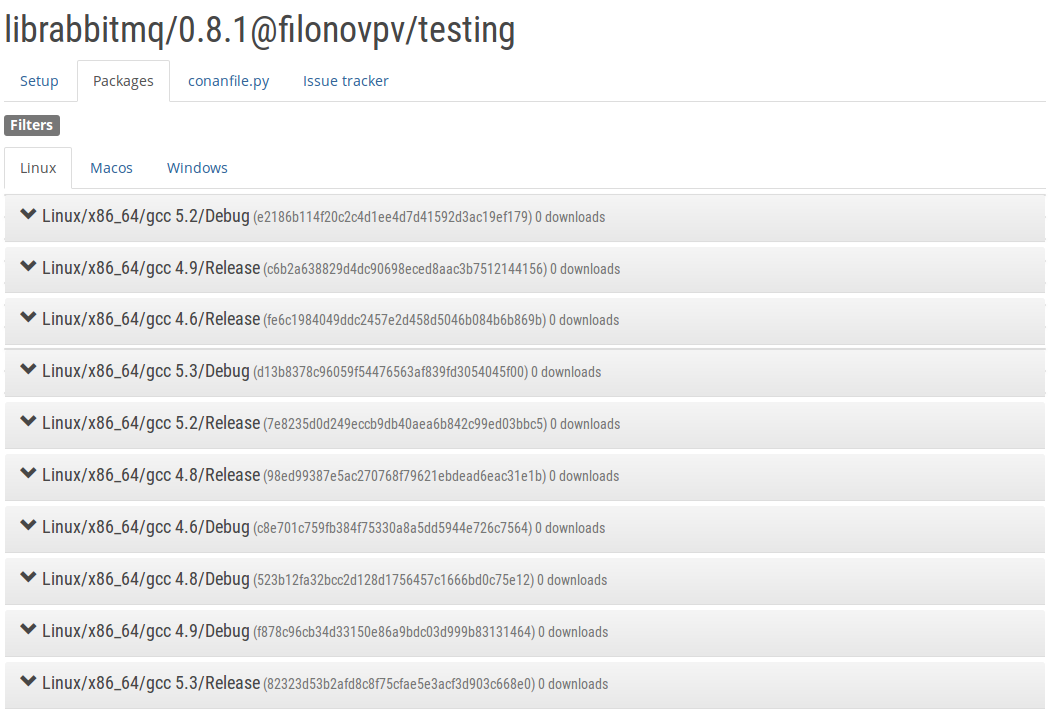 librabbitmq/0.8.1@filonovpv/testing
Setup Packages conanfile.py Issue tracker
Filters
Linux Macos Windows
Linux/x86_64/gcc 5.2/Debug (e2186b114f20c2c4d1ee4d7d41592d3ac19ef179) 0 downloads
Linux/x86_64/gcc 4.9/Release (c6b2a638829d4dc90698eced8aac3b7512144156) 0 downloads
Linux/x86_64/gcc 4.6/Release (fe6c1984049ddc2457e2d458d5046b084b6b869b) 0 downloads
Linux/x86_64/gcc 5.3/Debug (d13b8378c96059f54476563af839fd3054045f00) 0 downloads
Linux/x86_64/gcc 5.2/Release (7e8235d0d249eccb9db40aea6b842c99ed03bbc5) 0 downloads
Linux/x86_64/gcc 4.8/Release (98ed99387e5ac270768f79621ebdead6eac31e1b) 0 downloads
Linux/x86_64/gcc 4.6/Debug (c8e701c759fb384f75330a8a5dd5944e726c7564) 0 downloads
Linux/x86_64/gcc 4.8/Debug (523b12fa32bcc2d128d1756457c1666bd0c75e12) 0 downloads
Linux/x86_64/gcc 4.9/Debug (f878c96cb34d33150e86a9bdc03d999b83131464) 0 downloads
Linux/x86_64/gcc 5.3/Release (82323d53b2afd8c8f75cfae5e3acf3d903c668e0) 0 downloads